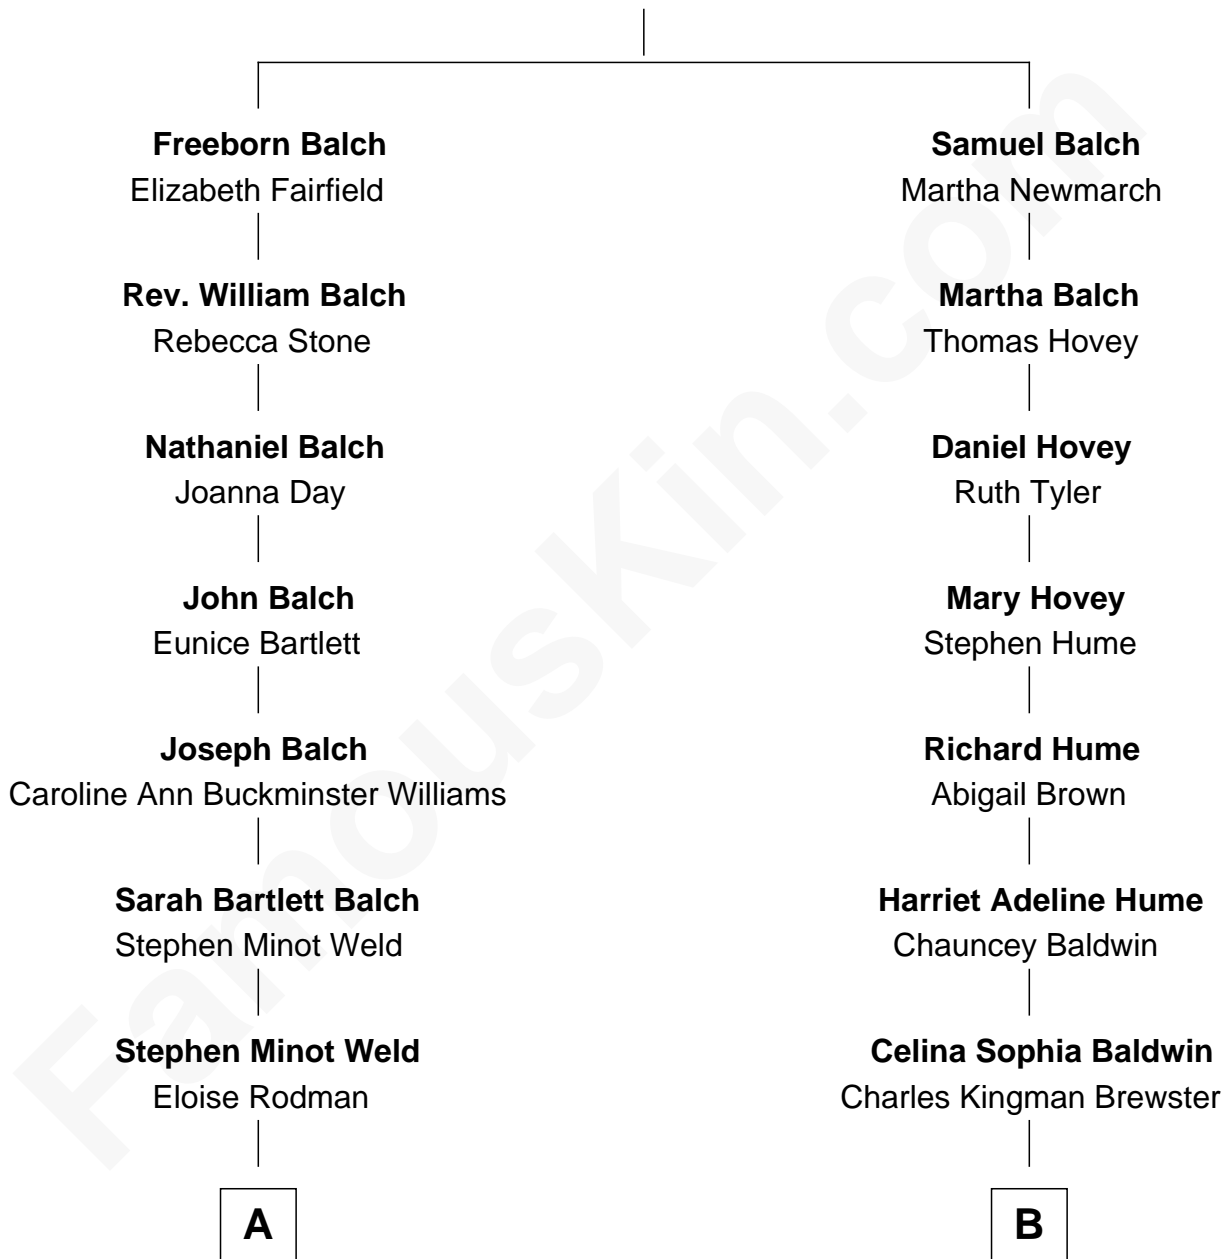 Freeborn Balch
Elizabeth Fairfield
Samuel Balch
Martha Newmarch
Rev. William Balch
Rebecca Stone
Martha Balch
Thomas Hovey
Nathaniel Balch
Joanna Day
Daniel Hovey
Ruth Tyler
John Balch
Eunice Bartlett
Mary Hovey
Stephen Hume
Joseph Balch
Caroline Ann Buckminster Williams
Richard Hume
Abigail Brown
Sarah Bartlett Balch
Stephen Minot Weld
Harriet Adeline Hume
Chauncey Baldwin
Stephen Minot Weld
Eloise Rodman
Celina Sophia Baldwin
Charles Kingman Brewster
A
B
FamousKin.com